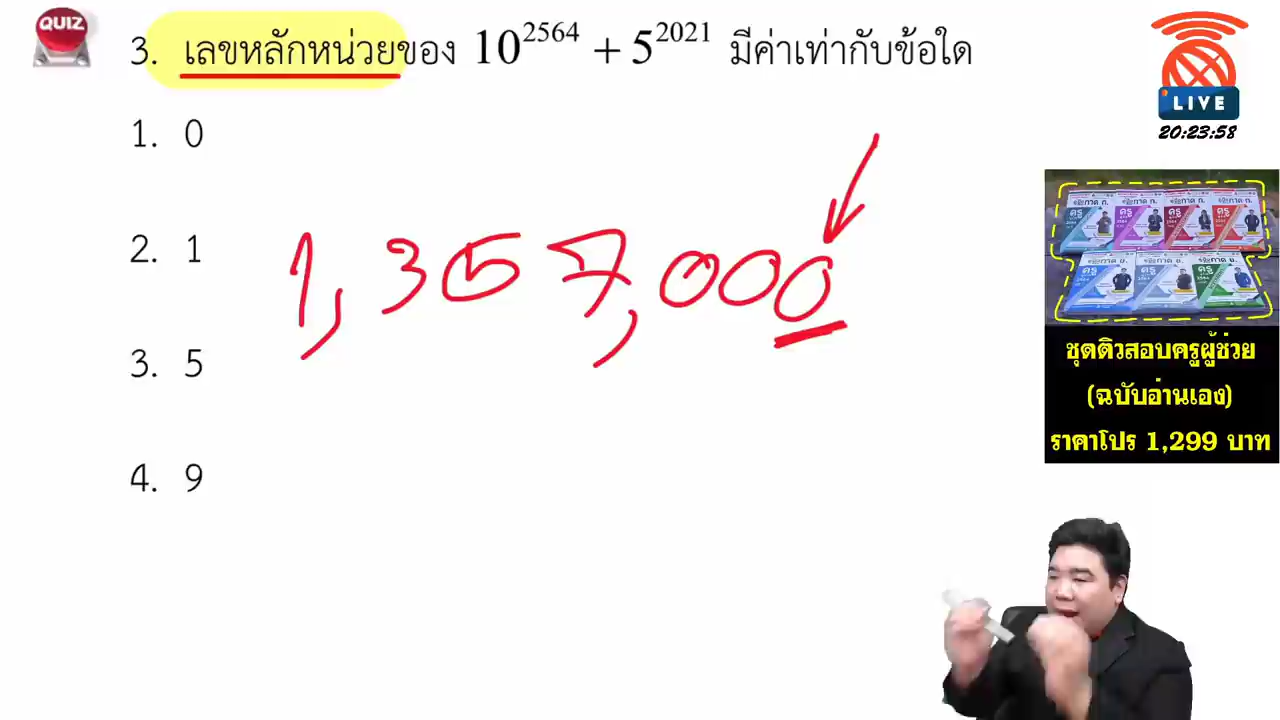 QUIZ
3. เลขหลักหน่วยของ 10^2564 + 5^2021 มีค่าเท่ากับข้อใด
1. 0
2. 1
3. 5
4. 9
1,357,000
LIVE
20:23:58
ชุดติวสอบครูผู้ช่วย
(ฉบับอ่านเอง)
ราคาโปร 1,299 บาท